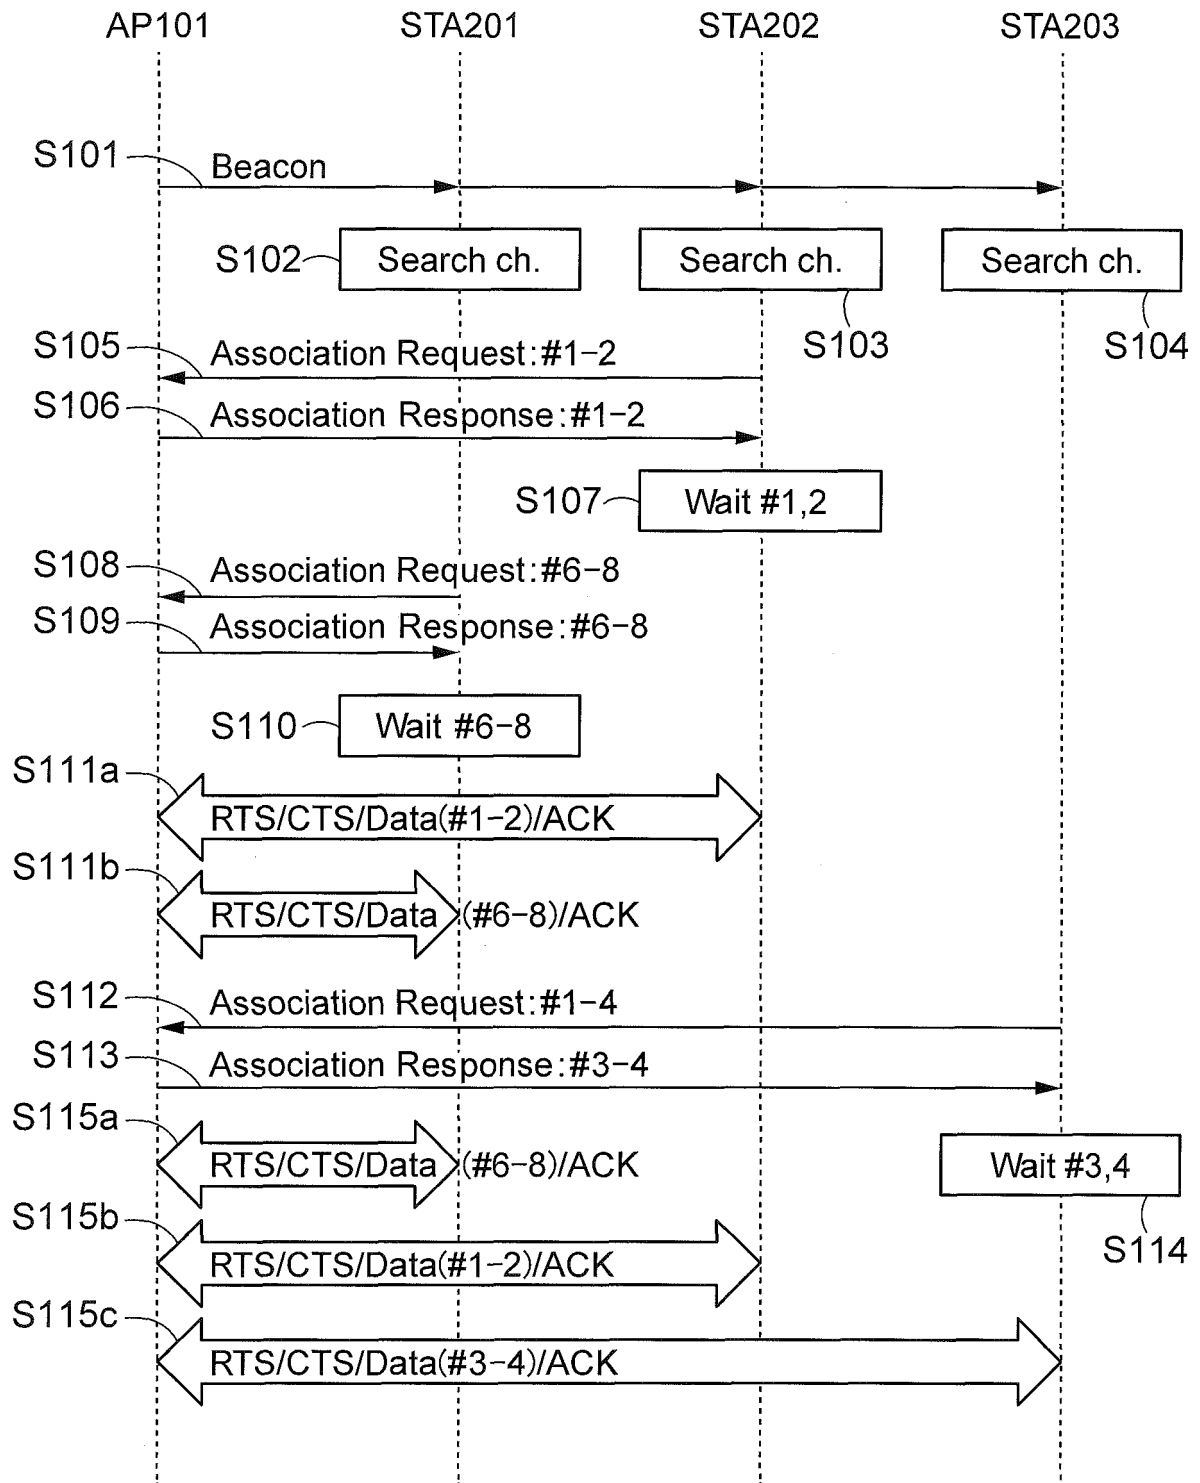 AP101 STA201 STA202 STA203
S101 Beacon
S102 Search ch. Search ch. Search ch.
S103 S104
S105 Association Request:#1-2
S106 Association Response:#1-2
S107 Wait #1,2
S108 Association Request:#6-8
S109 Association Response:#6-8
S110 Wait #6-8
S111a
RTS/CTS/Data(#1-2)/ACK
S111b
RTS/CTS/Data (#6-8)/ACK
S112 Association Request:#1-4
S113 Association Response:#3-4
S115a
RTS/CTS/Data (#6-8)/ACK Wait #3,4
S115b S114
RTS/CTS/Data(#1-2)/ACK
S115c
RTS/CTS/Data(#3-4)/ACK